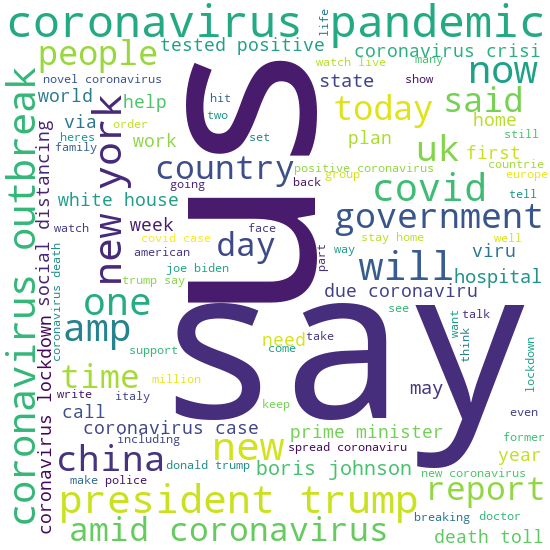 coronavirus pandemic
life
people
tested positive
coronavirus crisi
watch live
many
novel coronavirus
hit
show
now
us
world
help
state
today
said
via
two
order
set
plan
home
still
heres
family
work
new york
country
uk
first
positive coronavirus
countrie
europe
group
going
back
covid
tell
white house
government
coronavirus outbreak
social distancing
coronavirus lockdown
coronavirus death
watch
week
day
face
stay home
well
covid case
american
part
way
will
viru
trump say
joe biden
due coronaviru
hospital
one
say
see
want
talk
amp
need
take
think
lockdown
support
come
time
million
may
write
italy
keep
even
call
coronavirus case
prime minister
former
including
new
spread coronaviru
year
china
donald trump
boris johnson
new coronavirus
make
police
president trump
report
amid coronavirus
breaking
doctor
death toll